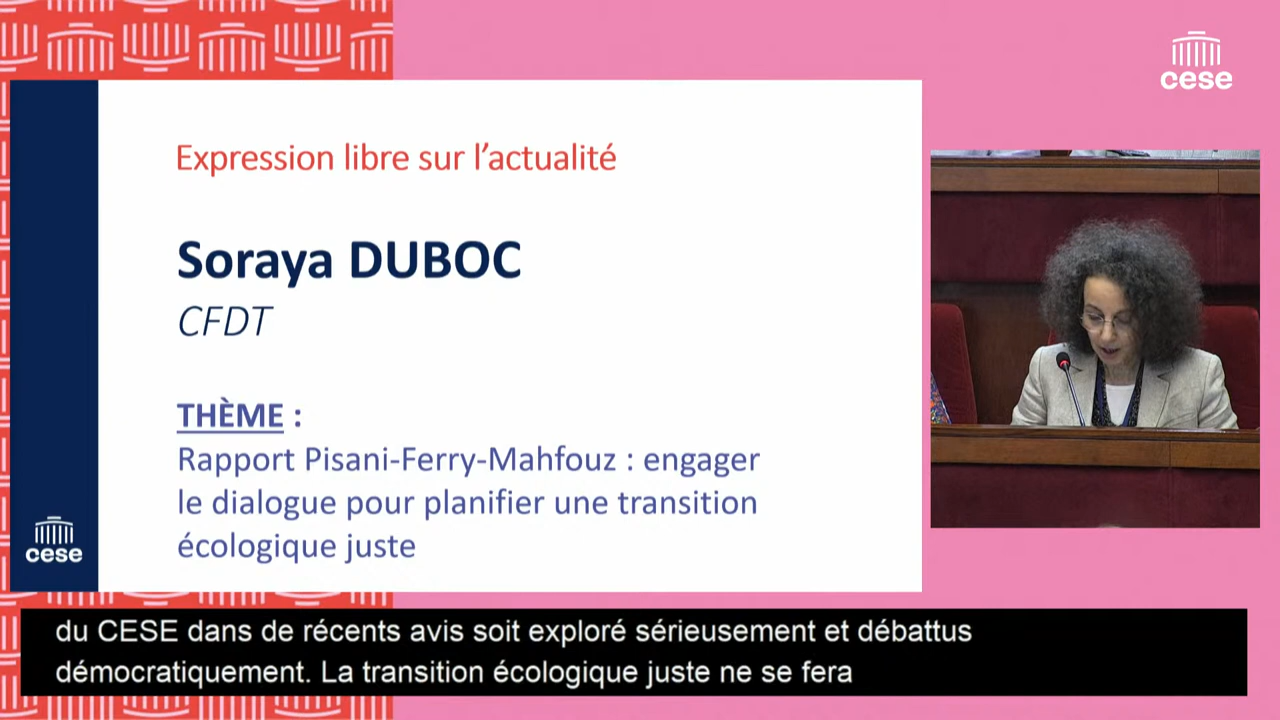 cese
Expression libre sur l'actualité
Soraya DUBOC
CFDT
THÈME :
Rapport Pisani-Ferry-Mahfouz : engager
le dialogue pour planifier une transition
écologique juste
cese
du CESE dans de récents avis soit exploré sérieusement et débattus
démocratiquement. La transition écologique juste ne se fera